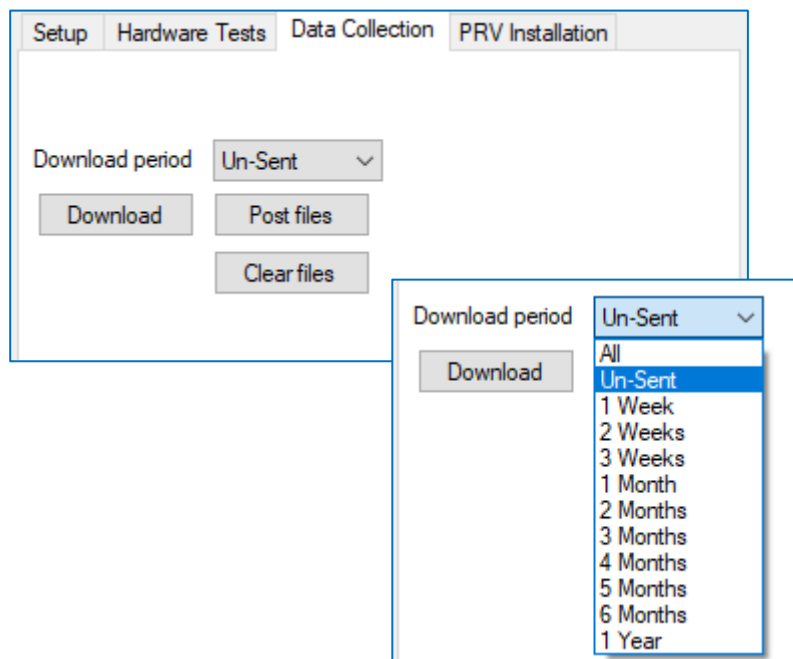 Setup Hardware Tests Data Collection PRV Installation
Download period Un-Sent
Download Post files
Clear files
Download period Un-Sent
Download
All
Un-Sent
1 Week
2 Weeks
3 Weeks
1 Month
2 Months
3 Months
4 Months
5 Months
6 Months
1 Year